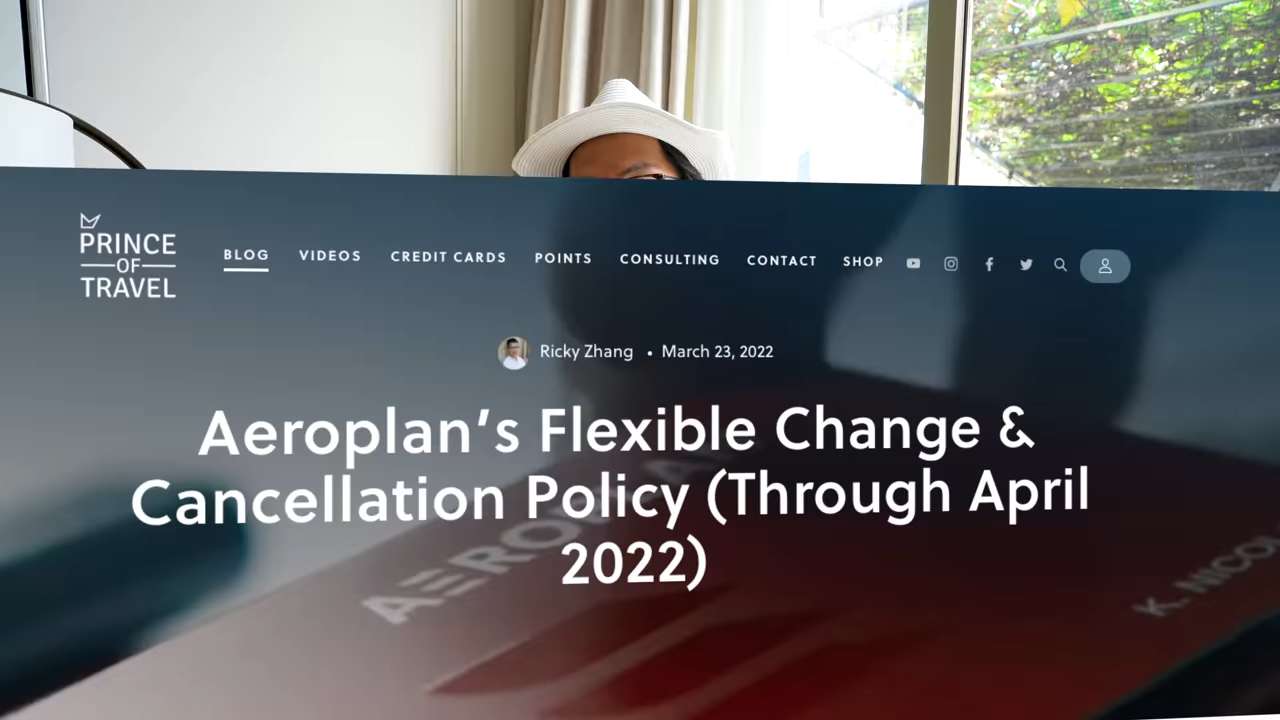 PRINCE
OF
TRAVEL
BLOG VIDEOS CREDIT CARDS POINTS CONSULTING CONTACT SHOP
Ricky Zhang • March 23, 2022
Aeroplan’s Flexible Change &
Cancellation Policy (Through April
2022)
K. NICOL